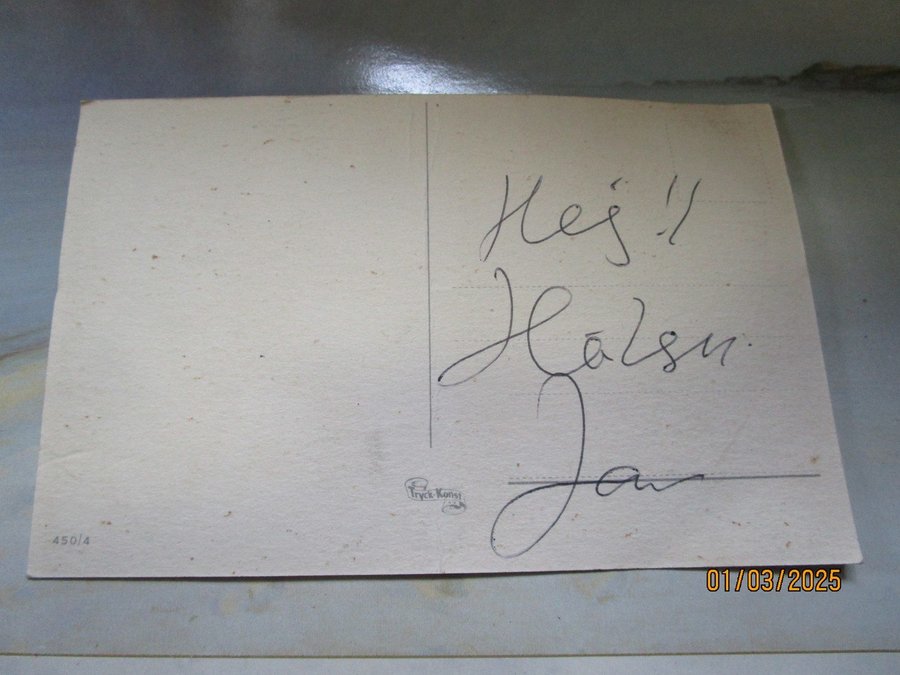 Hej !!
Hälsn.
Jan
Tryck-Konst
450/4
01/03/2025